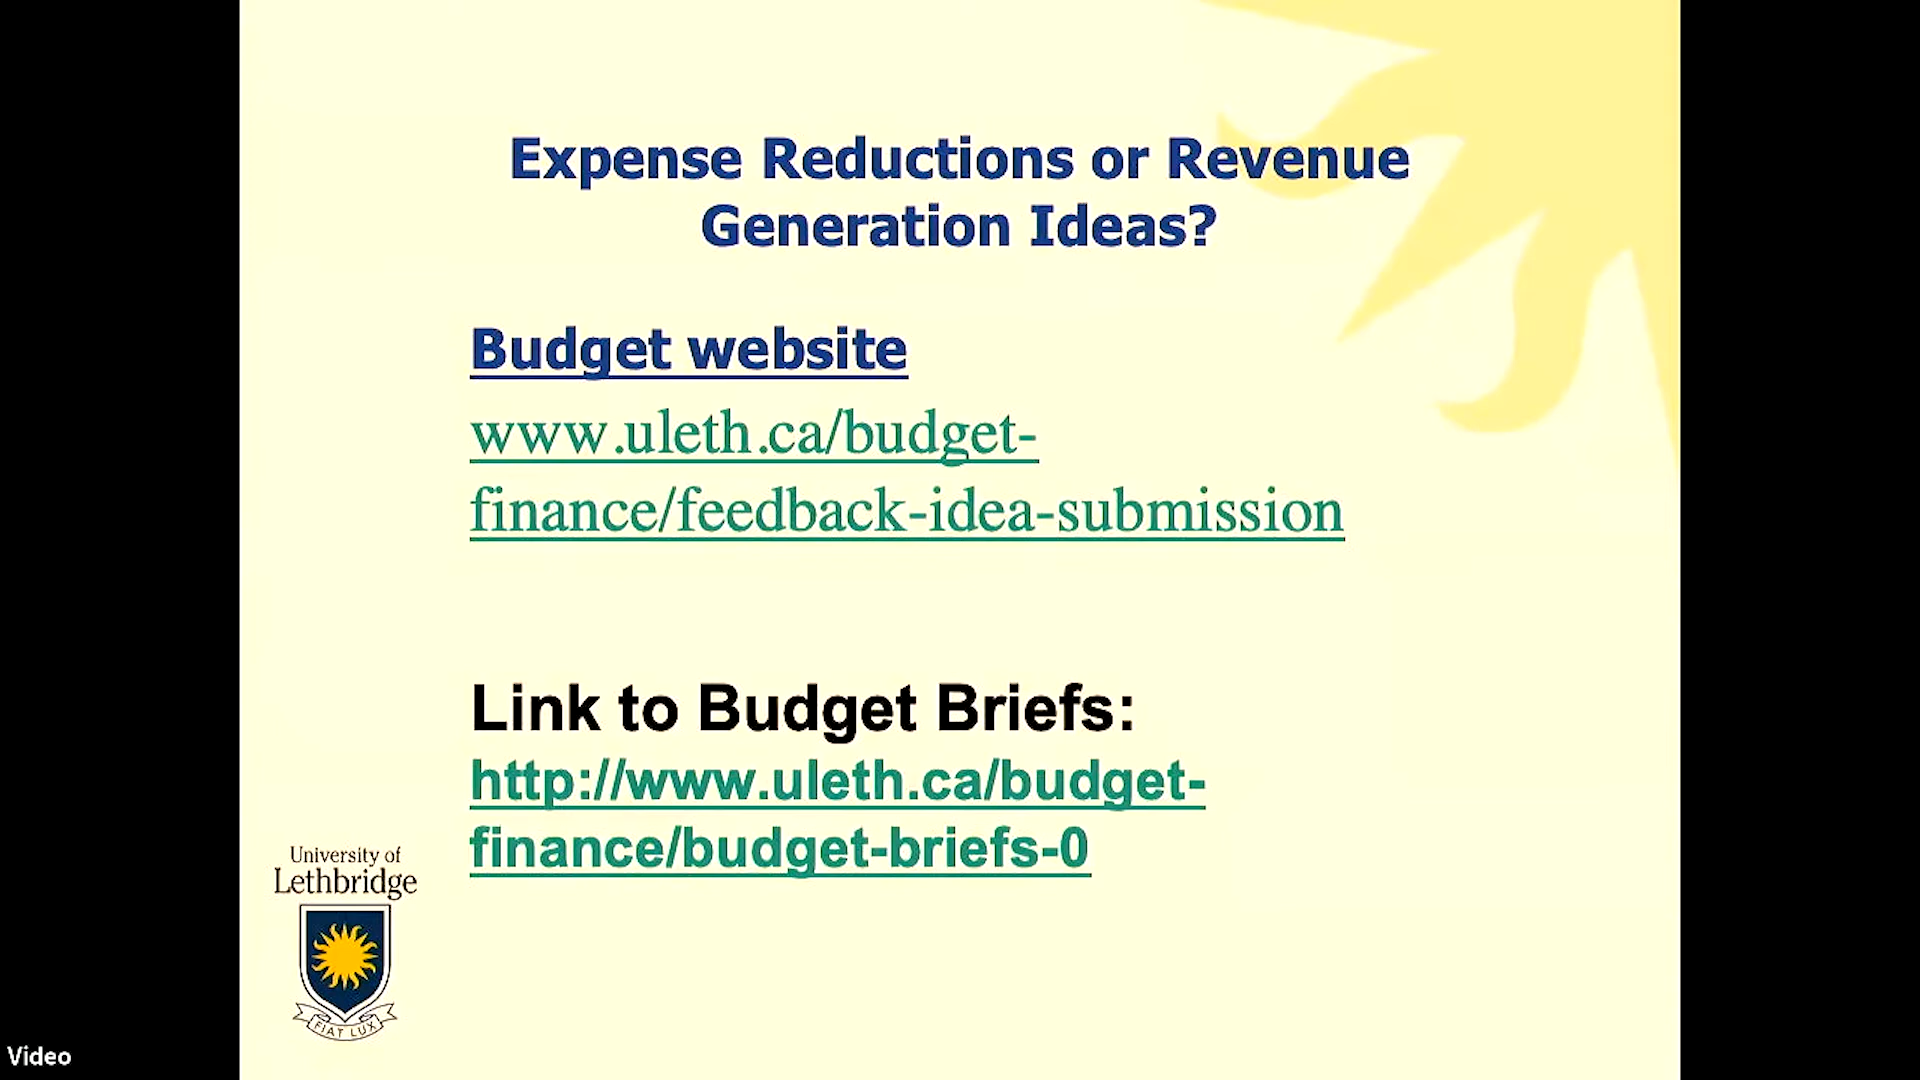 Expense Reductions or Revenue
Generation Ideas?
Budget website
www.uleth.ca/budget-
finance/feedback-idea-submission
Link to Budget Briefs:
http://www.uleth.ca/budget-
finance/budget-briefs-0
University of
Lethbridge
FIAT LUX
Video